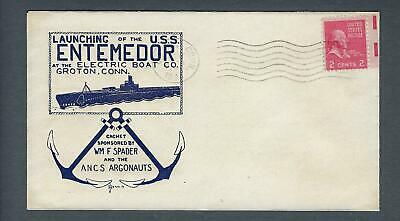 LAUNCHING OF THE U.S.S.
ENTEMEDOR
AT THE ELECTRIC BOAT CO.
GROTON, CONN.
CACHET
SPONSORED BY
WM F. SPADER
AND THE
A.N.C.S. ARGONAUTS
UNITED STATES
POSTAGE
2 CENTS 2